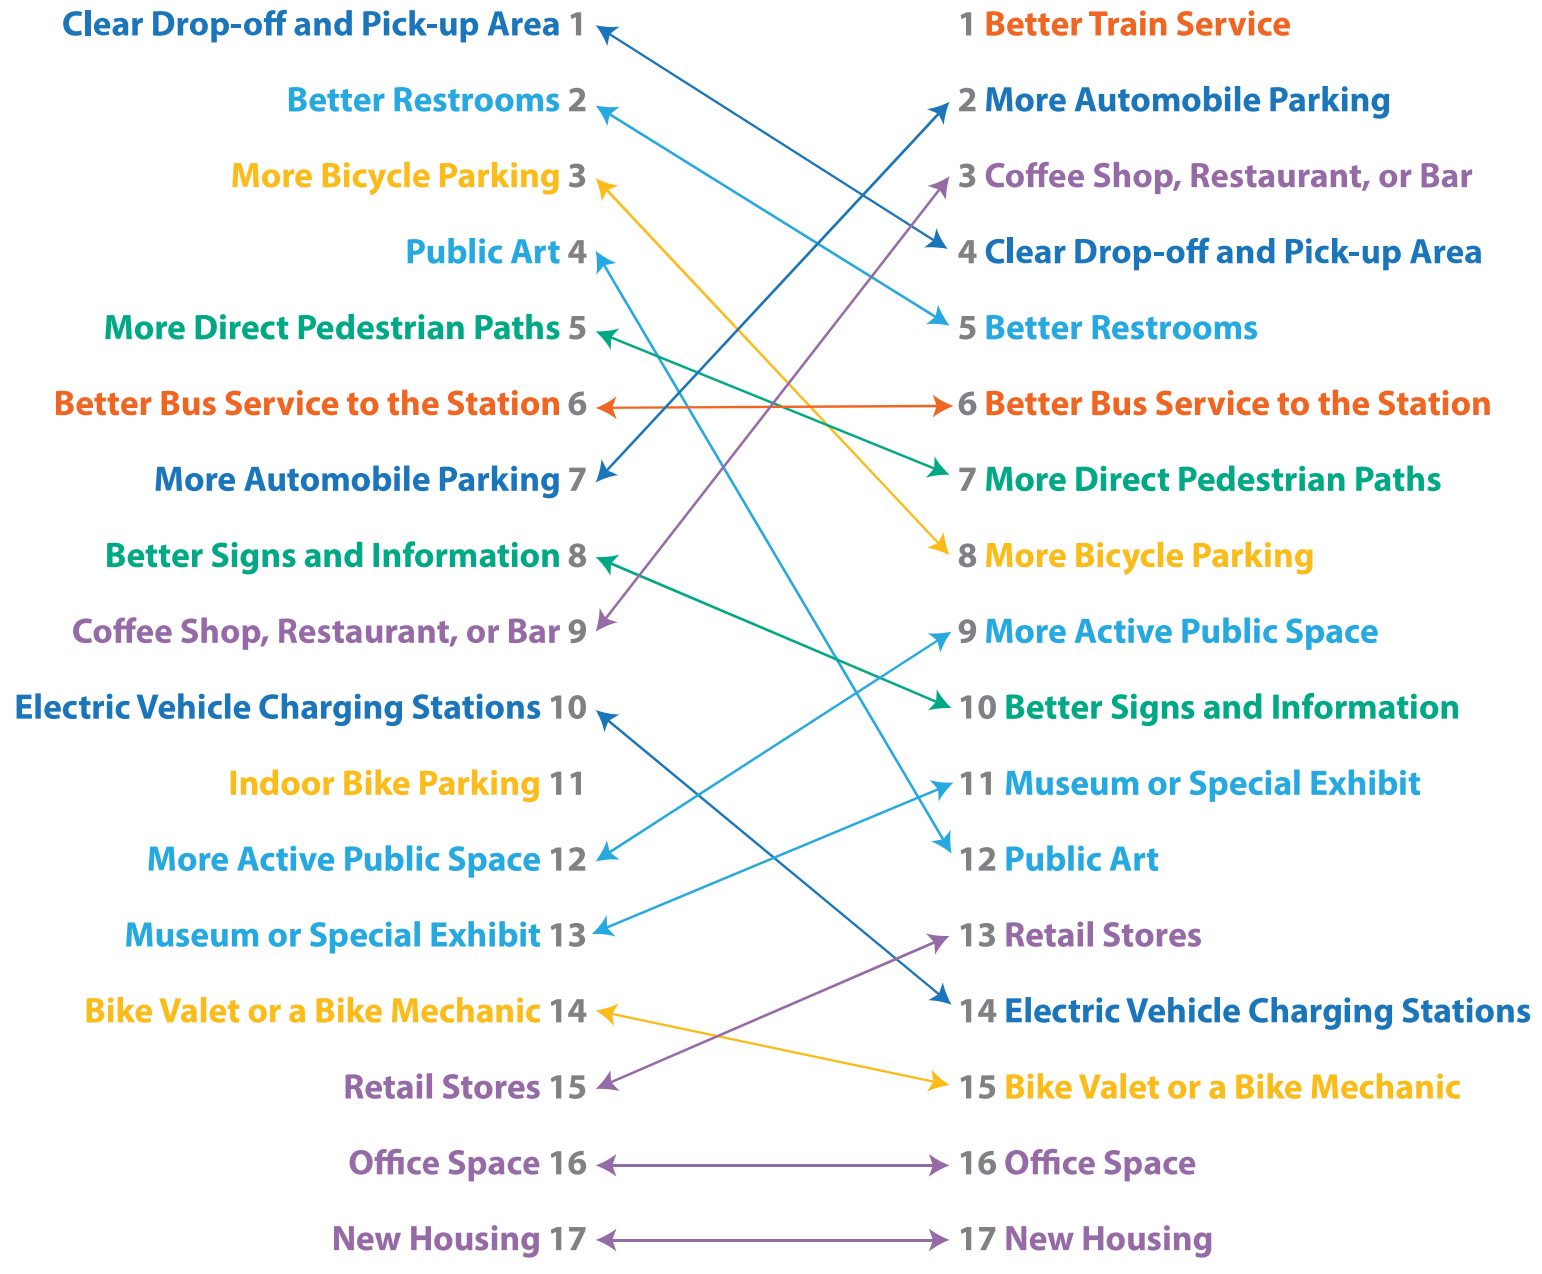 Clear Drop-off and Pick-up Area 1
1 Better Train Service
Better Restrooms 2
2 More Automobile Parking
More Bicycle Parking 3
3 Coffee Shop, Restaurant, or Bar
Public Art 4
4 Clear Drop-off and Pick-up Area
More Direct Pedestrian Paths 5
5 Better Restrooms
Better Bus Service to the Station 6
6 Better Bus Service to the Station
More Automobile Parking 7
7 More Direct Pedestrian Paths
Better Signs and Information 8
8 More Bicycle Parking
Coffee Shop, Restaurant, or Bar 9
9 More Active Public Space
Electric Vehicle Charging Stations 10
10 Better Signs and Information
Indoor Bike Parking 11
11 Museum or Special Exhibit
More Active Public Space 12
12 Public Art
Museum or Special Exhibit 13
13 Retail Stores
Bike Valet or a Bike Mechanic 14
14 Electric Vehicle Charging Stations
Retail Stores 15
15 Bike Valet or a Bike Mechanic
Office Space 16
16 Office Space
New Housing 17
17 New Housing